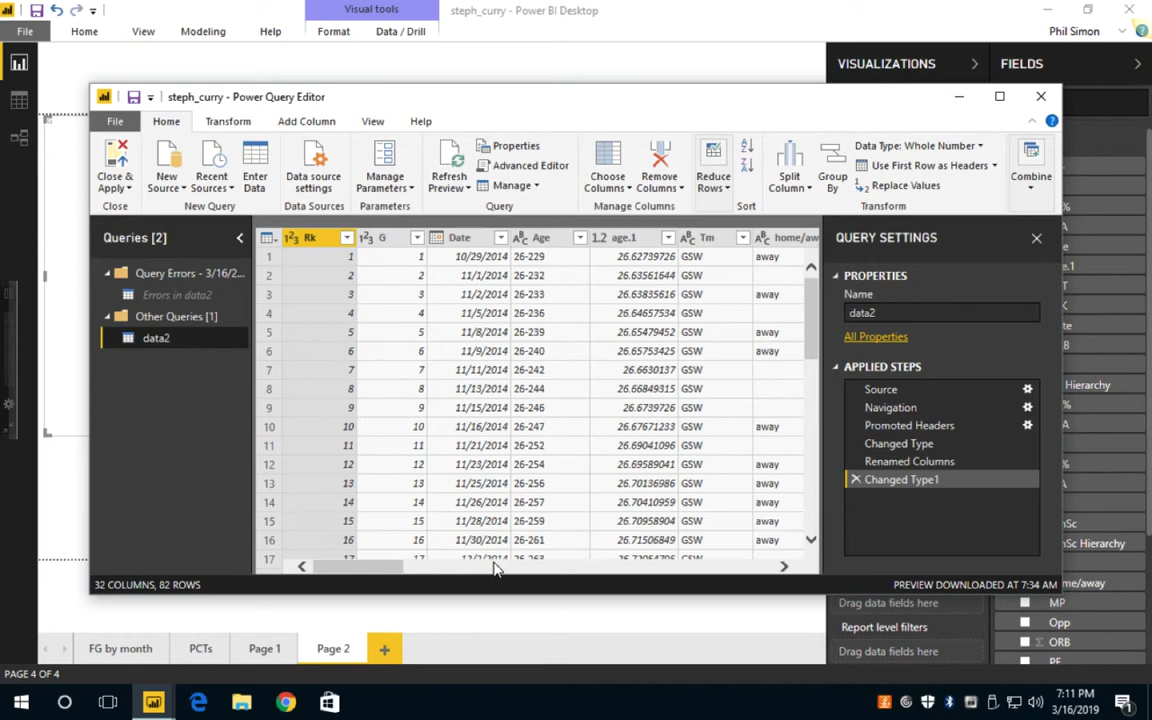 Visual tools
steph_curry - Power BI Desktop
File Home View Modeling Help Format Data / Drill Phil Simon
VISUALIZATIONS FIELDS
steph_curry - Power Query Editor
File Home Transform Add Column View Help
Close & Apply
Close
New Source
Recent Sources
Enter Data
New Query
Data source settings
Data Sources
Manage Parameters
Parameters
Refresh Preview
Properties
Advanced Editor
Manage
Query
Choose Columns
Remove Columns
Manage Columns
Reduce Rows
Sort
Split Column
Group By
Data Type: Whole Number
Use First Row as Headers
Replace Values
Transform
Combine
Queries [2]
Query Errors - 3/16/2...
Errors in data2
Other Queries [1]
data2
Rk G Date Age age.1 Tm home/aw
1 1 1 10/29/2014 26-229 26.62739726 GSW away
2 2 2 11/1/2014 26-232 26.63561644 GSW
3 3 3 11/2/2014 26-233 26.63835616 GSW away
4 4 4 11/5/2014 26-236 26.64657534 GSW
5 5 5 11/8/2014 26-239 26.65479452 GSW away
6 6 6 11/9/2014 26-240 26.65753425 GSW away
7 7 7 11/11/2014 26-242 26.6630137 GSW
8 8 8 11/13/2014 26-244 26.66849315 GSW
9 9 9 11/15/2014 26-246 26.6739726 GSW
10 10 10 11/16/2014 26-247 26.67671233 GSW away
11 11 11 11/21/2014 26-252 26.69041096 GSW
12 12 12 11/23/2014 26-254 26.69589041 GSW away
13 13 13 11/25/2014 26-256 26.70136986 GSW away
14 14 14 11/26/2014 26-257 26.70410959 GSW away
15 15 15 11/28/2014 26-259 26.70958904 GSW away
16 16 16 11/30/2014 26-261 26.71506849 GSW away
17 17 17 12/2/2014 26-263 26.72054795 GSW
QUERY SETTINGS
PROPERTIES
Name
data2
All Properties
APPLIED STEPS
Source
Navigation
Promoted Headers
Changed Type
Renamed Columns
Changed Type1
32 COLUMNS, 82 ROWS
PREVIEW DOWNLOADED AT 7:34 AM
Hierarchy
nSc Hierarchy
me/away
MP
Opp
ORB
PF
Drag data fields here
Report level filters
Drag data fields here
FG by month PCTs Page 1 Page 2
PAGE 4 OF 4
7:11 PM
3/16/2019
1